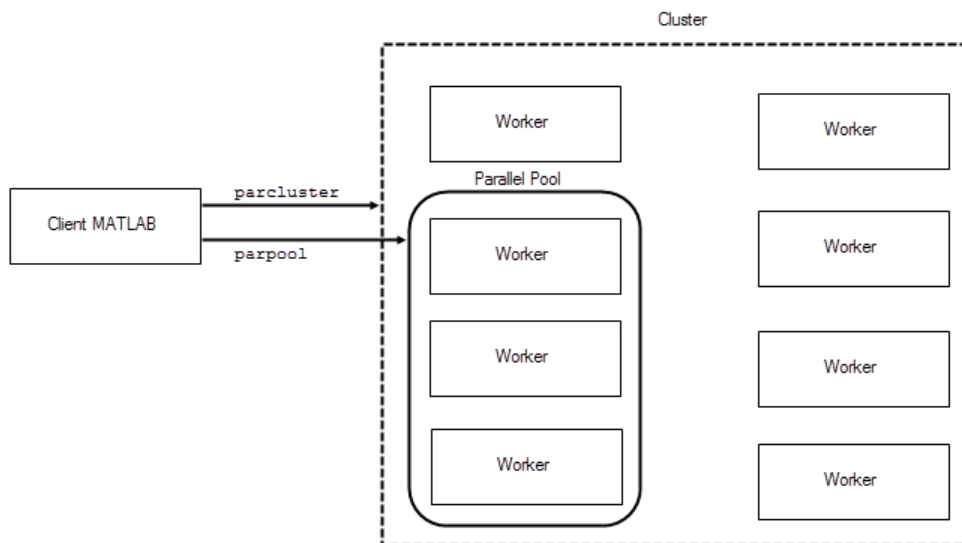 Cluster
Worker
Worker
Parallel Pool
parcluster
Client MATLAB
parpool
Worker
Worker
Worker
Worker
Worker
Worker